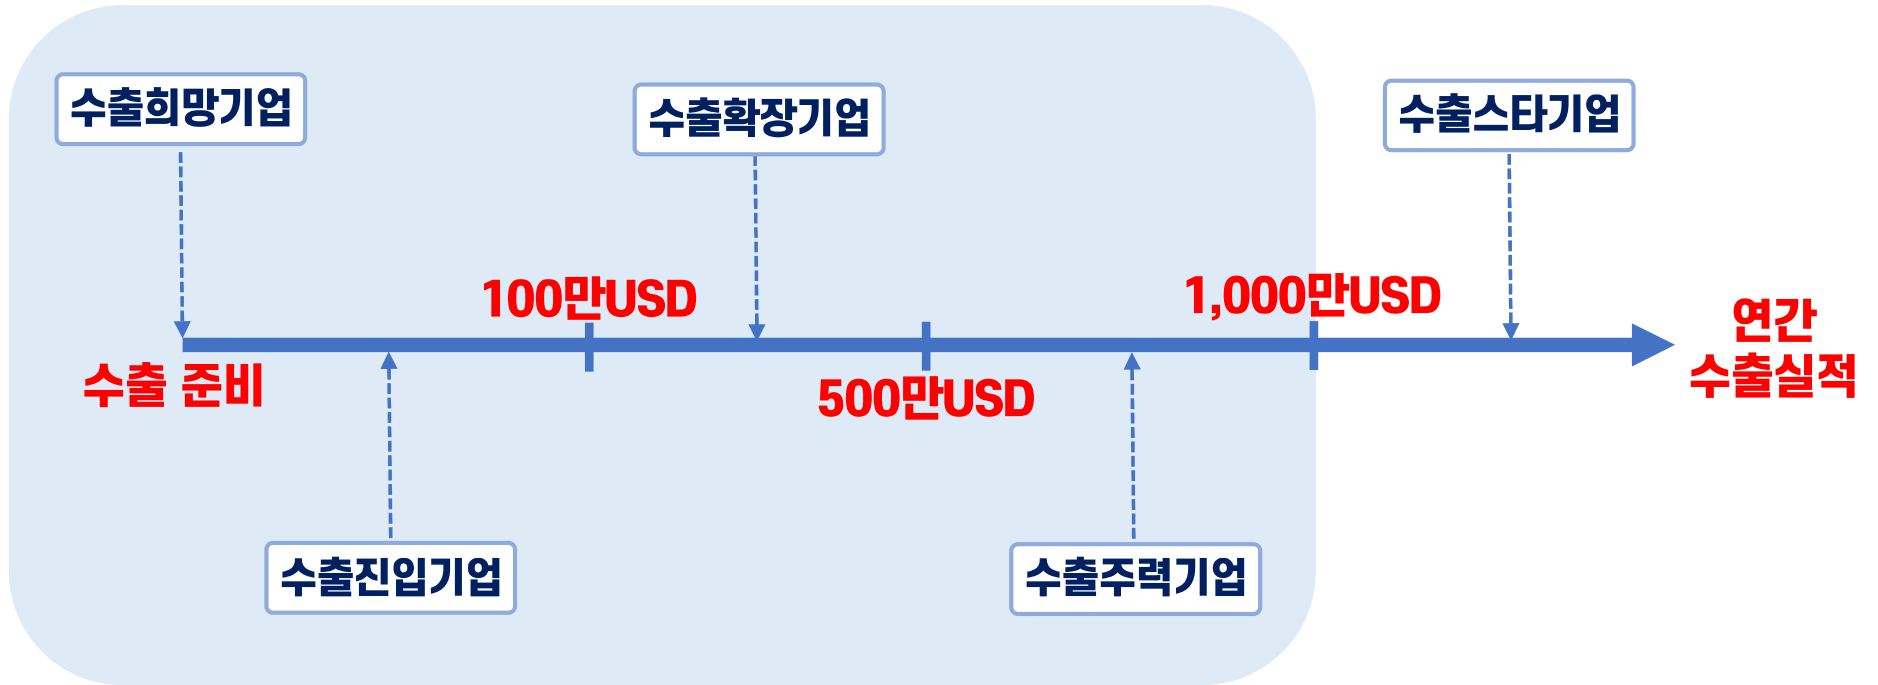 수출희망기업
수출확장기업
수출스타기업
100만USD
1,000만USD
연간
수출실적
수출 준비
500만USD
수출진입기업
수출주력기업